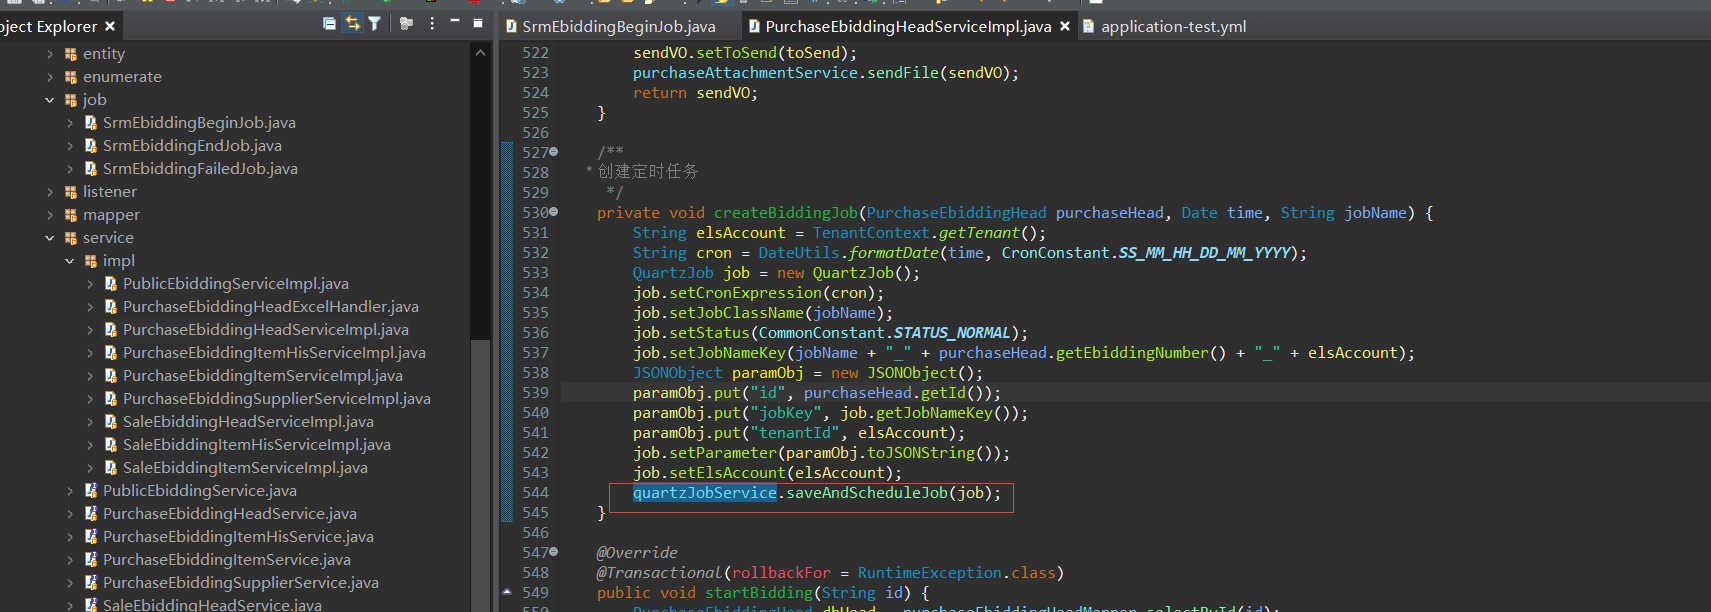 oject Explorer
entity
enumerate
job
SrmEbiddingBeginJob.java
SrmEbiddingEndJob.java
SrmEbiddingFailedJob.java
listener
mapper
service
impl
PublicEbiddingServiceImpl.java
PurchaseEbiddingHeadExcelHandler.java
PurchaseEbiddingHeadServiceImpl.java
PurchaseEbiddingItemHisServiceImpl.java
PurchaseEbiddingItemServiceImpl.java
PurchaseEbiddingSupplierServiceImpl.java
SaleEbiddingHeadServiceImpl.java
SaleEbiddingItemHisServiceImpl.java
SaleEbiddingItemServiceImpl.java
PublicEbiddingService.java
PurchaseEbiddingHeadService.java
PurchaseEbiddingItemHisService.java
PurchaseEbiddingItemService.java
PurchaseEbiddingSupplierService.java
SaleEbiddingHeadService.java
SrmEbiddingBeginJob.java PurchaseEbiddingHeadServiceImpl.java application-test.yml
522 sendVO.setToSend(toSend);
523 purchaseAttachmentService.sendFile(sendVO);
524 return sendVO;
525 }
526
527 /**
528 * 创建定时任务
529 */
530 private void createBiddingJob(PurchaseEbiddingHead purchaseHead, Date time, String jobName) {
531 String elsAccount = TenantContext.getTenant();
532 String cron = DateUtils.formatDate(time, CronConstant.SS_MM_HH_DD_MM_YYYY);
533 QuartzJob job = new QuartzJob();
534 job.setCronExpression(cron);
535 job.setJobClassName(jobName);
536 job.setStatus(CommonConstant.STATUS_NORMAL);
537 job.setJobNameKey(jobName + "_" + purchaseHead.getEbiddingNumber() + "_" + elsAccount);
538 JSONObject paramObj = new JSONObject();
539 paramObj.put("id", purchaseHead.getId());
540 paramObj.put("jobKey", job.getJobNameKey());
541 paramObj.put("tenantId", elsAccount);
542 job.setParameter(paramObj.toJSONString());
543 job.setElsAccount(elsAccount);
544 quartzJobService.saveAndScheduleJob(job);
545 }
546
547 @Override
548 @Transactional(rollbackFor = RuntimeException.class)
549 public void startBidding(String id) {
550 PurchaseEbiddingHead dbHead = purchaseEbiddingHeadMapper.selectById(id);